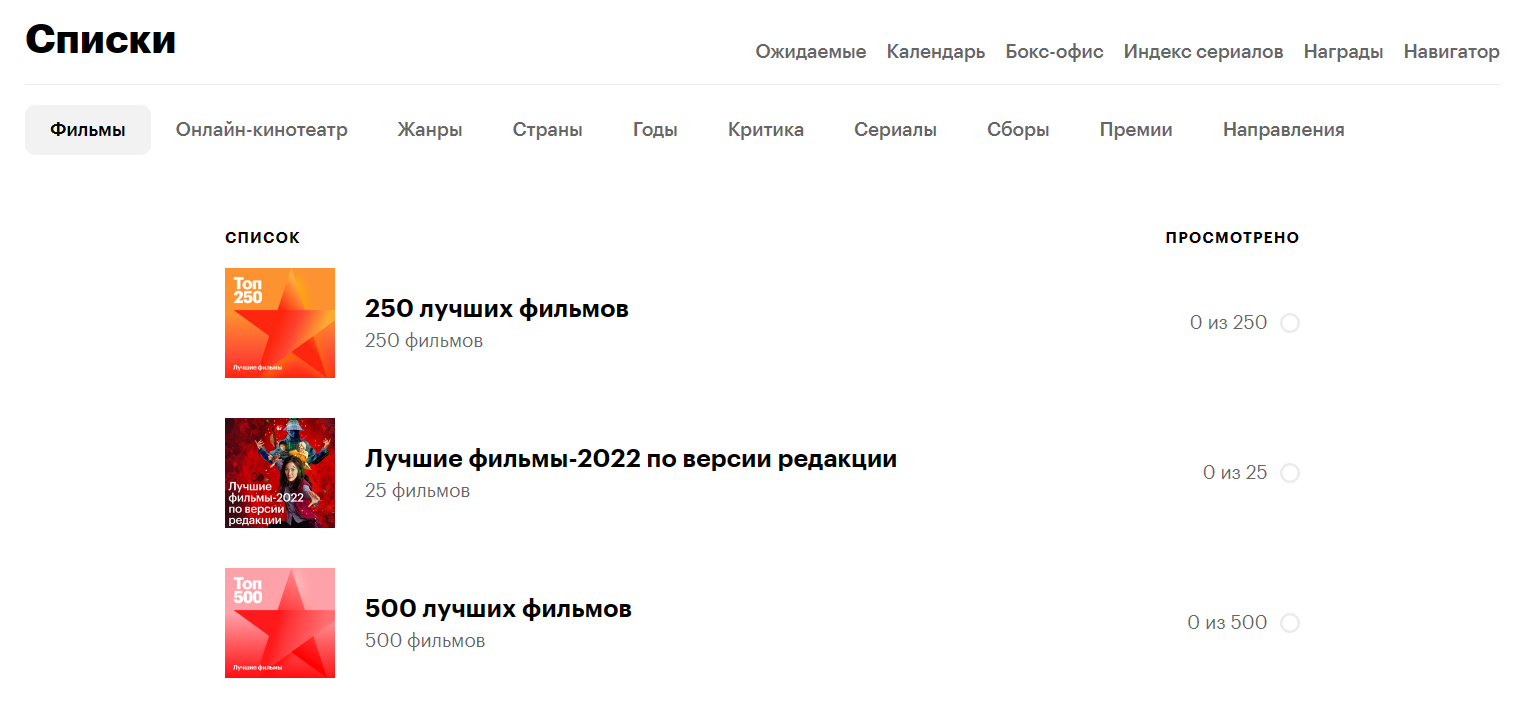 Списки
Ожидаемые Календарь Бокс-офис Индекс сериалов Награды Навигатор
Фильмы Онлайн-кинотеатр Жанры Страны Годы Критика Сериалы Сборы Премии Направления
СПИСОК ПРОСМОТРЕНО
Топ
250
Лучшие фильмы
250 лучших фильмов
250 фильмов
0 из 250
Лучшие
фильмы-2022
по версии
редакции
Лучшие фильмы-2022 по версии редакции
25 фильмов
0 из 25
Топ
500
Лучшие фильмы
500 лучших фильмов
500 фильмов
0 из 500